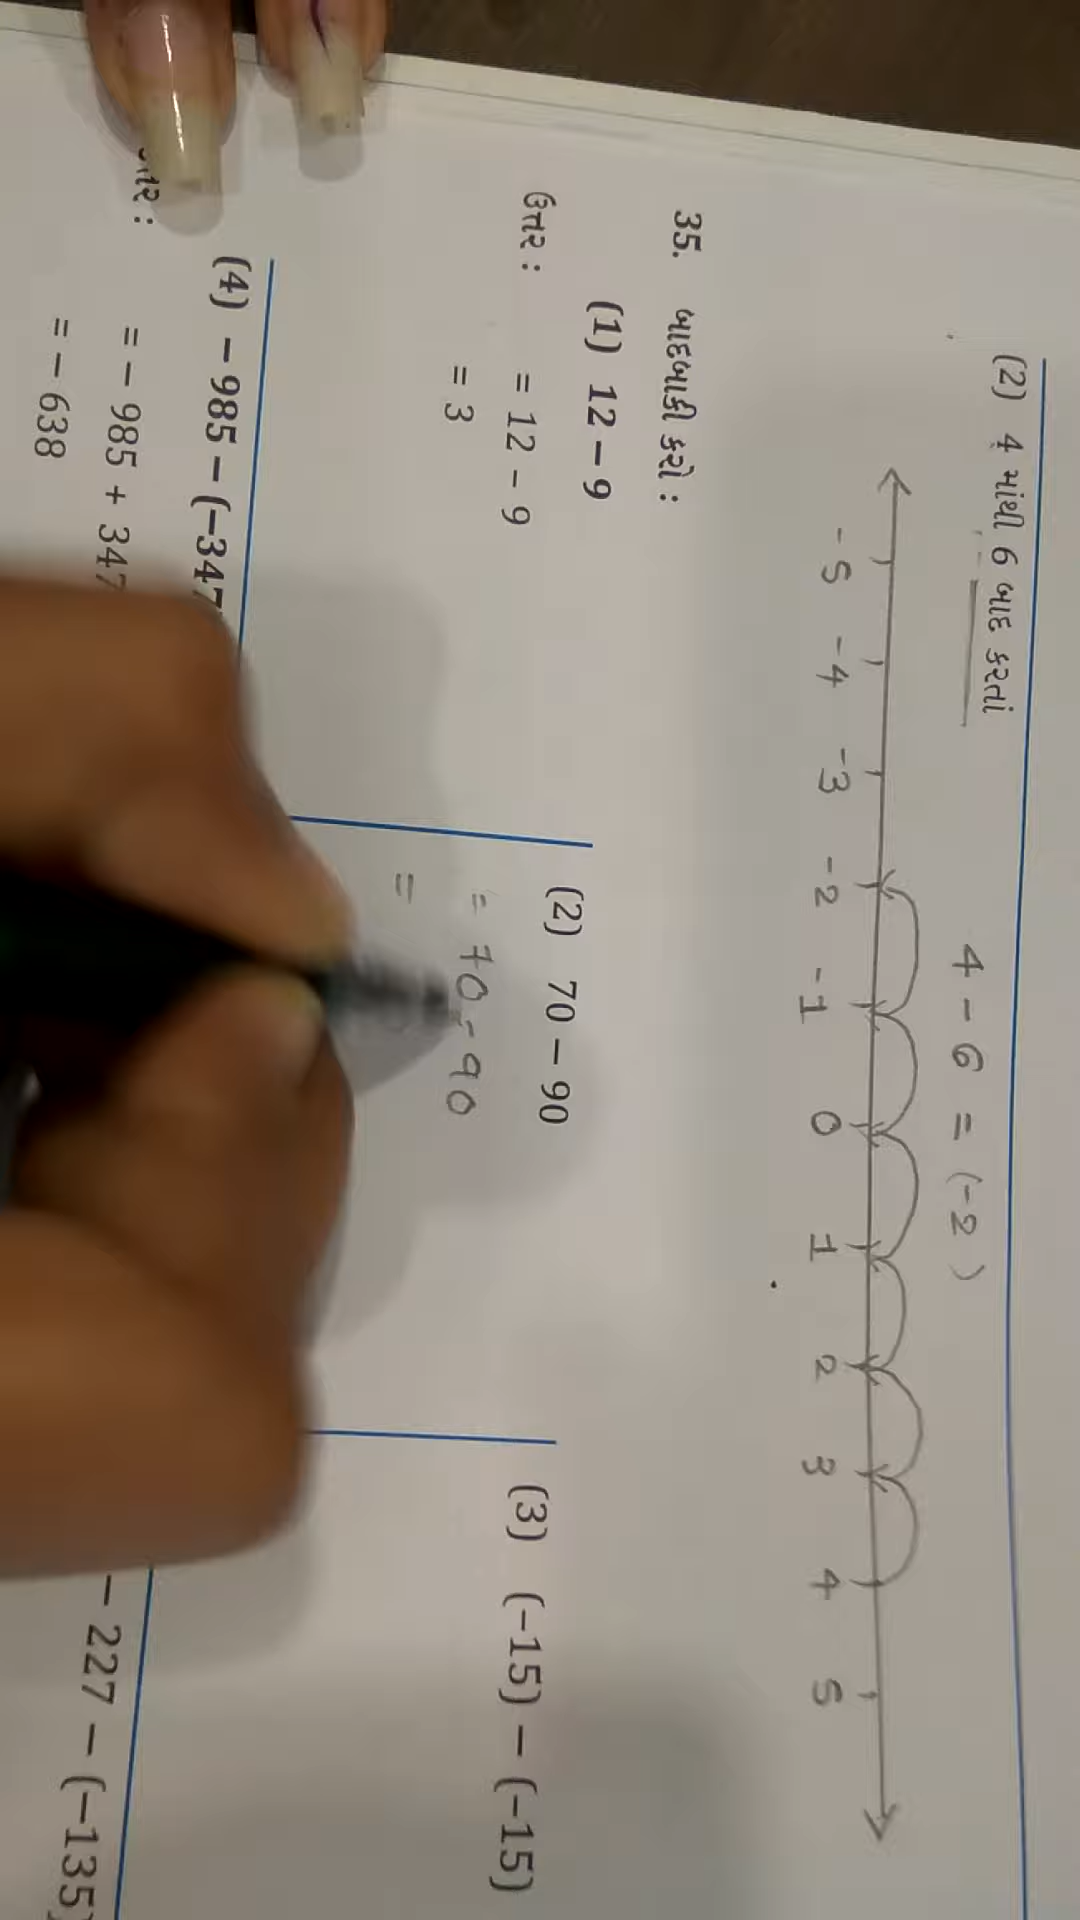 (2) 4 માંથી 6 બાદ કરતાં
4 - 6 = (-2)
-5 -4 -3 -2 -1 0 1 2 3 4 5
35. બાદબાકી કરો :
(1) 12 – 9
(2) 70 – 90
(3) (-15) – (-15)
ઉત્તર :
= 12 - 9
= 70 - 90
= 3
=
(4) – 985 – (–347
– 227 – (–135)
= – 985 + 347
= – 638